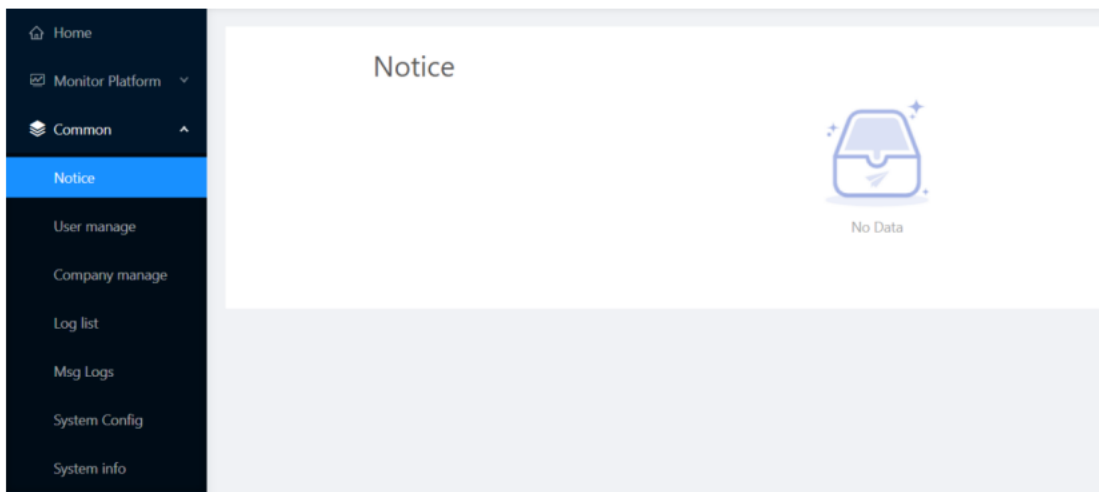 Home
Monitor Platform
Common
Notice
User manage
Company manage
Log list
Msg Logs
System Config
System info
Notice
No Data